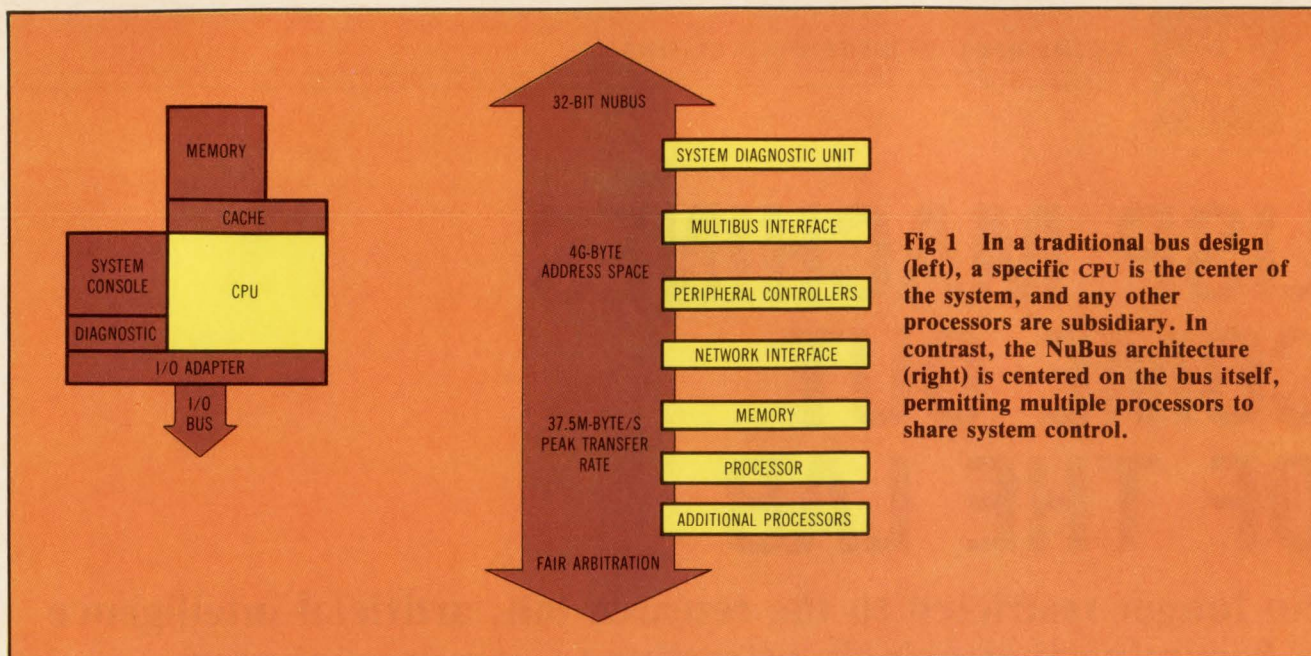 MEMORY
CACHE
SYSTEM
CONSOLE
CPU
DIAGNOSTIC
I/O ADAPTER
I/O
BUS
32-BIT NUBUS
4G-BYTE
ADDRESS SPACE
37.5M-BYTE/S
PEAK TRANSFER
RATE
FAIR ARBITRATION
SYSTEM DIAGNOSTIC UNIT
MULTIBUS INTERFACE
PERIPHERAL CONTROLLERS
NETWORK INTERFACE
MEMORY
PROCESSOR
ADDITIONAL PROCESSORS
Fig 1 In a traditional bus design
(left), a specific CPU is the center of
the system, and any other
processors are subsidiary. In
contrast, the NuBus architecture
(right) is centered on the bus itself,
permitting multiple processors to
share system control.